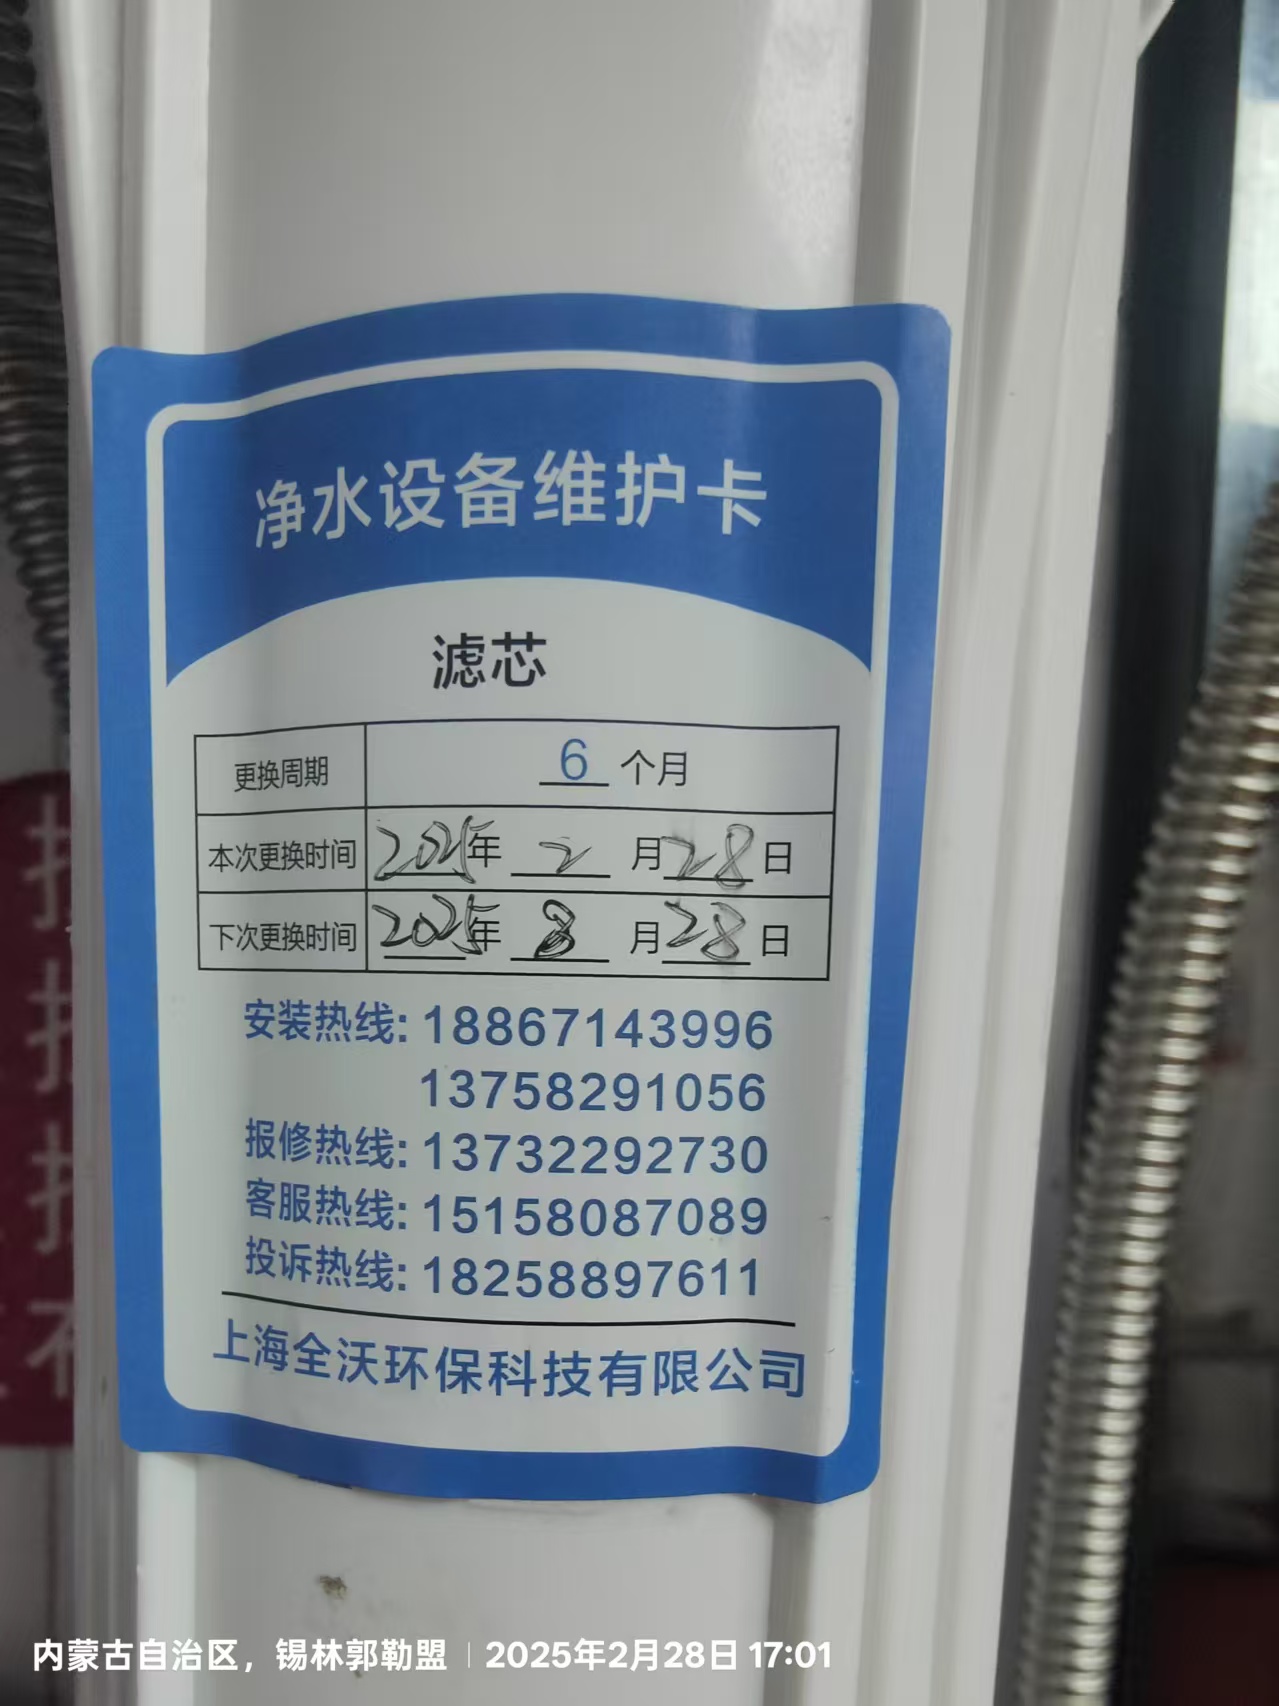 净水设备维护卡
滤芯
更换周期 6 个月
本次更换时间 2025年 2 月 28 日
下次更换时间 2025年 8 月 28 日
安装热线: 18867143996
13758291056
报修热线: 13732292730
客服热线: 15158087089
投诉热线: 18258897611
上海全沃环保科技有限公司
内蒙古自治区，锡林郭勒盟 | 2025年2月28日 17:01